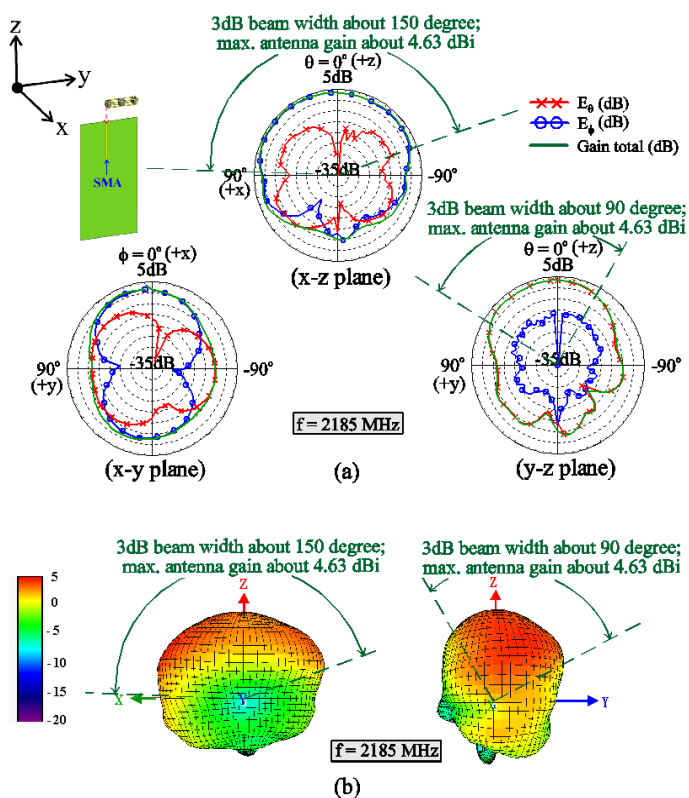 3dB beam width about 150 degree;
max. antenna gain about 4.63 dBi
z
y
x
SMA
θ = 0° (+z)
5dB
-35dB
90°
(+x)
-90°
(x-z plane)
Eθ (dB)
Eϕ (dB)
Gain total (dB)
3dB beam width about 90 degree;
max. antenna gain about 4.63 dBi
ϕ = 0° (+x)
5dB
-35dB
90°
(+y)
-90°
(x-y plane)
θ = 0° (+z)
5dB
-35dB
90°
(+y)
-90°
(y-z plane)
f = 2185 MHz
(a)
3dB beam width about 150 degree;
max. antenna gain about 4.63 dBi
3dB beam width about 90 degree;
max. antenna gain about 4.63 dBi
5
0
-5
-10
-15
-20
Z
X
Y
Z
Y
f = 2185 MHz
(b)